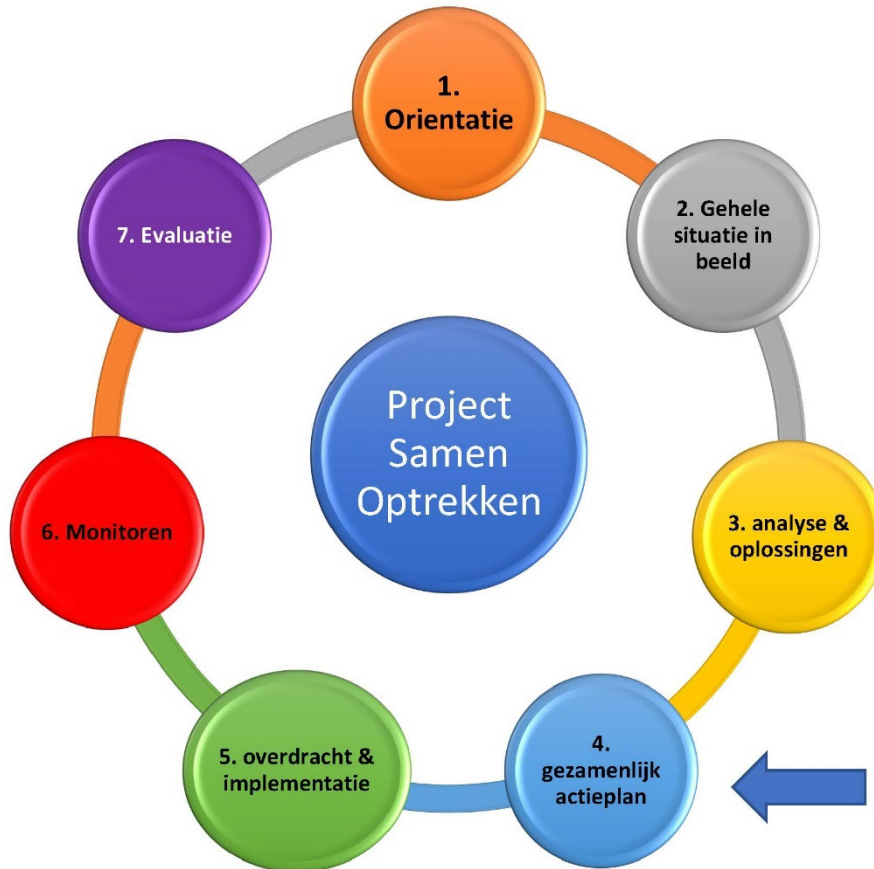 1.
Orientatie
2. Gehele
situatie in
beeld
7. Evaluatie
Project
Samen
Optrekken
3. analyse &
oplossingen
6. Monitoren
4.
gezamenlijk
actieplan
5. overdracht &
implementatie